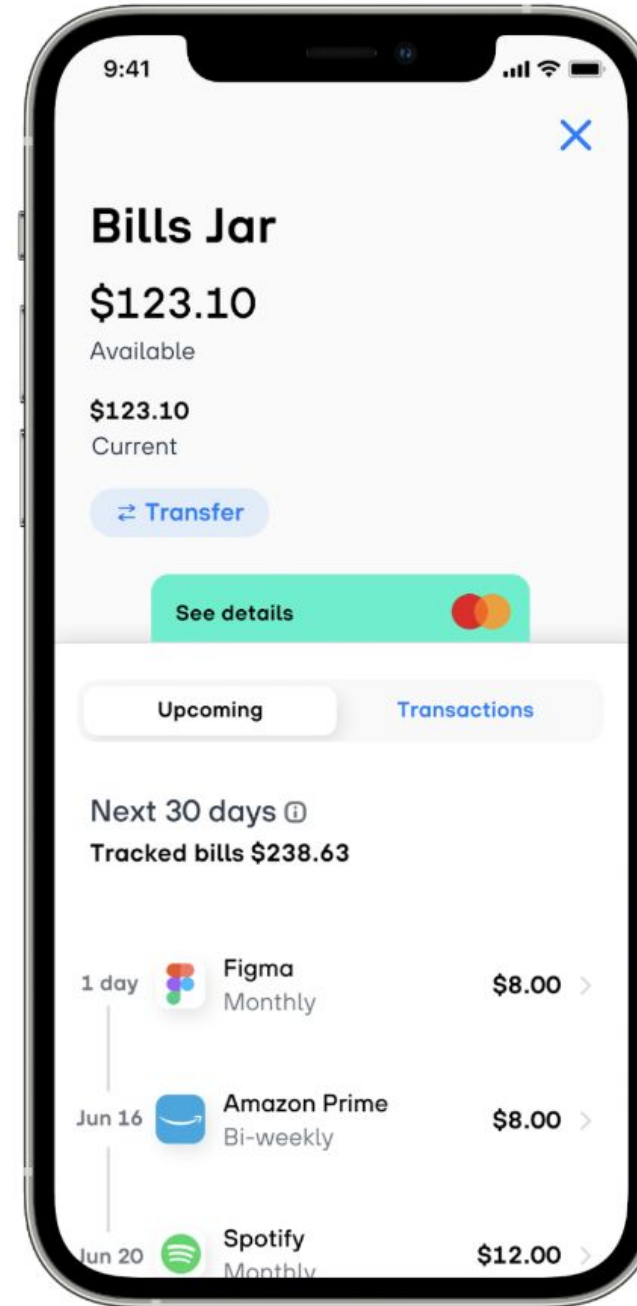 9:41
Bills Jar
$123.10
Available
$123.10
Current
Transfer
See details
Upcoming Transactions
Next 30 days
Tracked bills $238.63
1 day Figma $8.00
Monthly
Jun 16 Amazon Prime $8.00
Bi-weekly
Jun 20 Spotify $12.00
Monthly